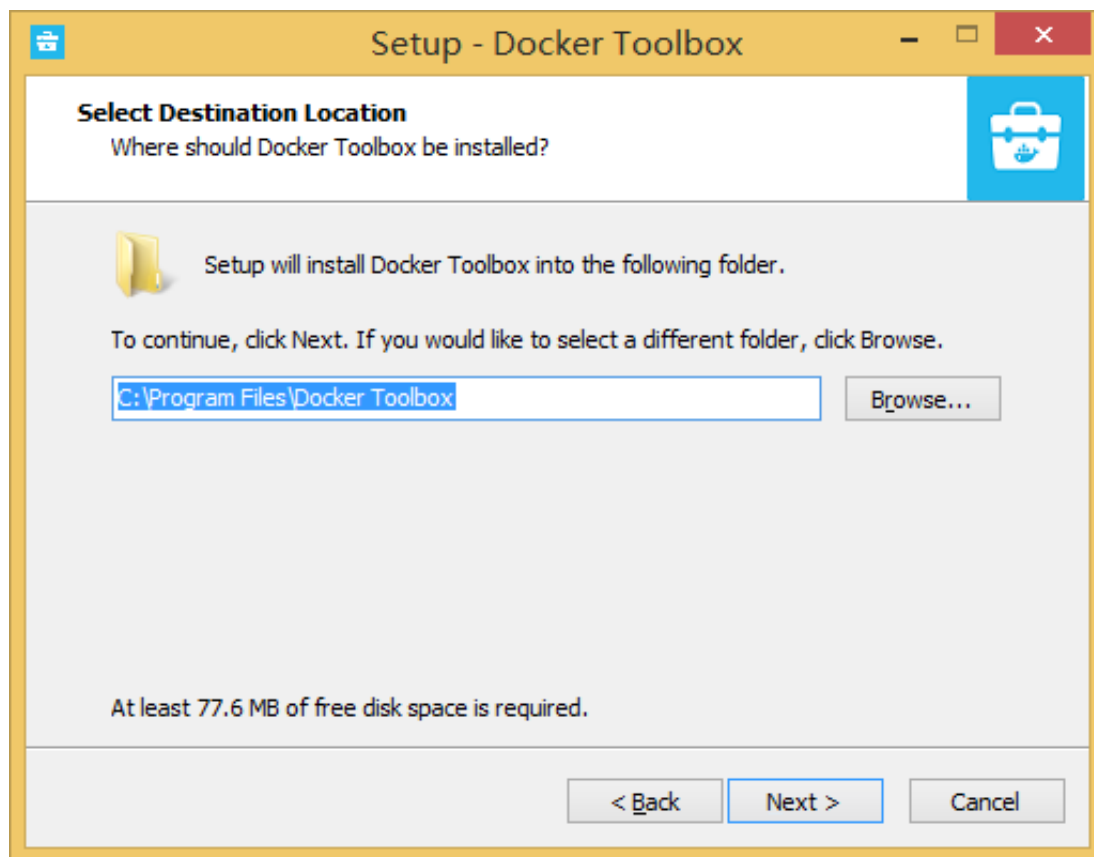 Setup - Docker Toolbox
Select Destination Location
Where should Docker Toolbox be installed?
Setup will install Docker Toolbox into the following folder.
To continue, click Next. If you would like to select a different folder, click Browse.
C:\Program Files\Docker Toolbox
Browse...
At least 77.6 MB of free disk space is required.
< Back
Next >
Cancel